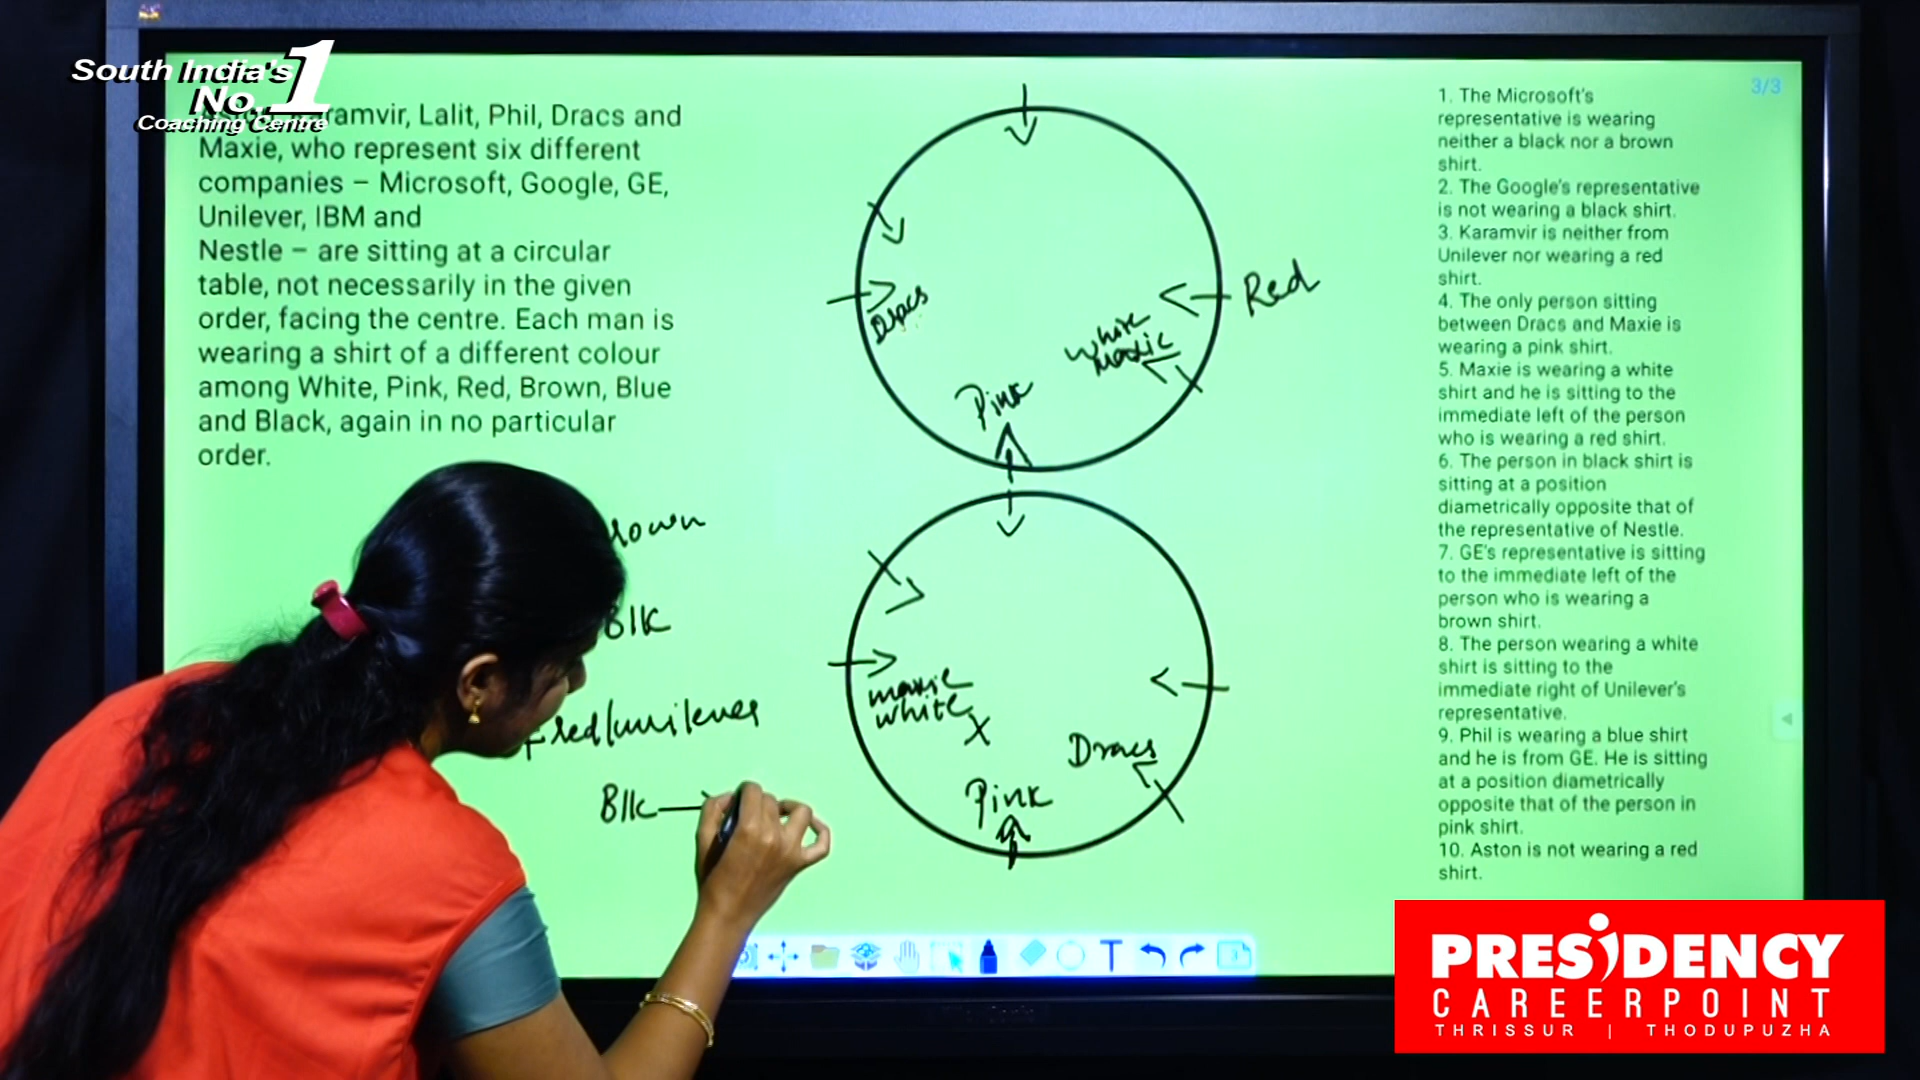 South India's
No. 1
Coaching Centre
ramvir, Lalit, Phil, Dracs and
Maxie, who represent six different
companies – Microsoft, Google, GE,
Unilever, IBM and
Nestle – are sitting at a circular
table, not necessarily in the given
order, facing the centre. Each man is
wearing a shirt of a different colour
among White, Pink, Red, Brown, Blue
and Black, again in no particular
order.
rown
Blk
red/unilever
Blk
Dracs
Red
white
Maxie
Pink
maxie
white
X
Dracs
Pink
3/3
1. The Microsoft's
representative is wearing
neither a black nor a brown
shirt.
2. The Google's representative
is not wearing a black shirt.
3. Karamvir is neither from
Unilever nor wearing a red
shirt.
4. The only person sitting
between Dracs and Maxie is
wearing a pink shirt.
5. Maxie is wearing a white
shirt and he is sitting to the
immediate left of the person
who is wearing a red shirt.
6. The person in black shirt is
sitting at a position
diametrically opposite that of
the representative of Nestle.
7. GE's representative is sitting
to the immediate left of the
person who is wearing a
brown shirt.
8. The person wearing a white
shirt is sitting to the
immediate right of Unilever's
representative.
9. Phil is wearing a blue shirt
and he is from GE. He is sitting
at a position diametrically
opposite that of the person in
pink shirt.
10. Aston is not wearing a red
shirt.
T
PRESIDENCY
CAREERPOINT
THRISSUR | THODUPUZHA